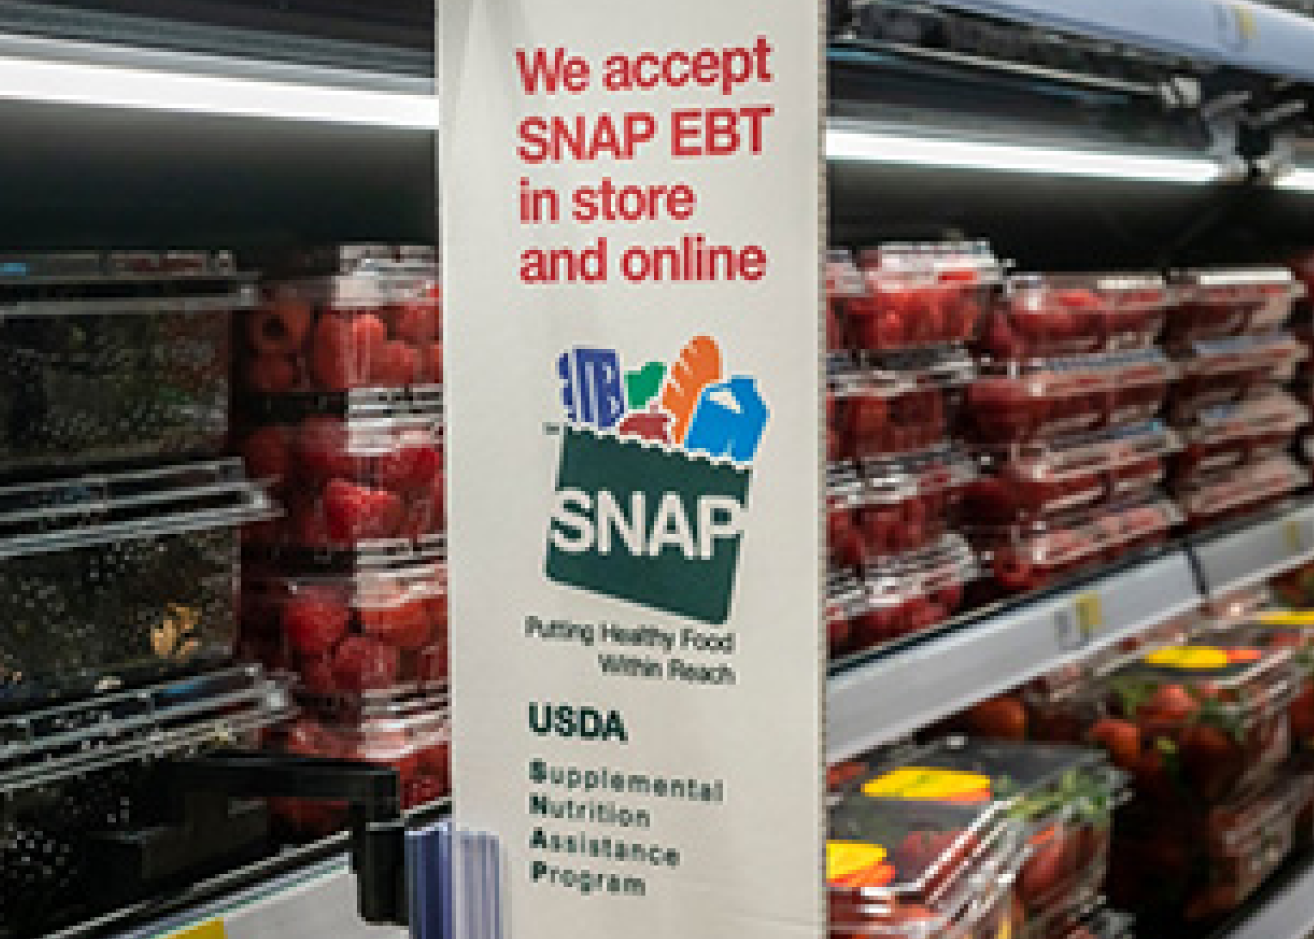 We accept
SNAP EBT
in store
and online
SNAP
Putting Healthy Food
Within Reach
USDA
Supplemental
Nutrition
Assistance
Program